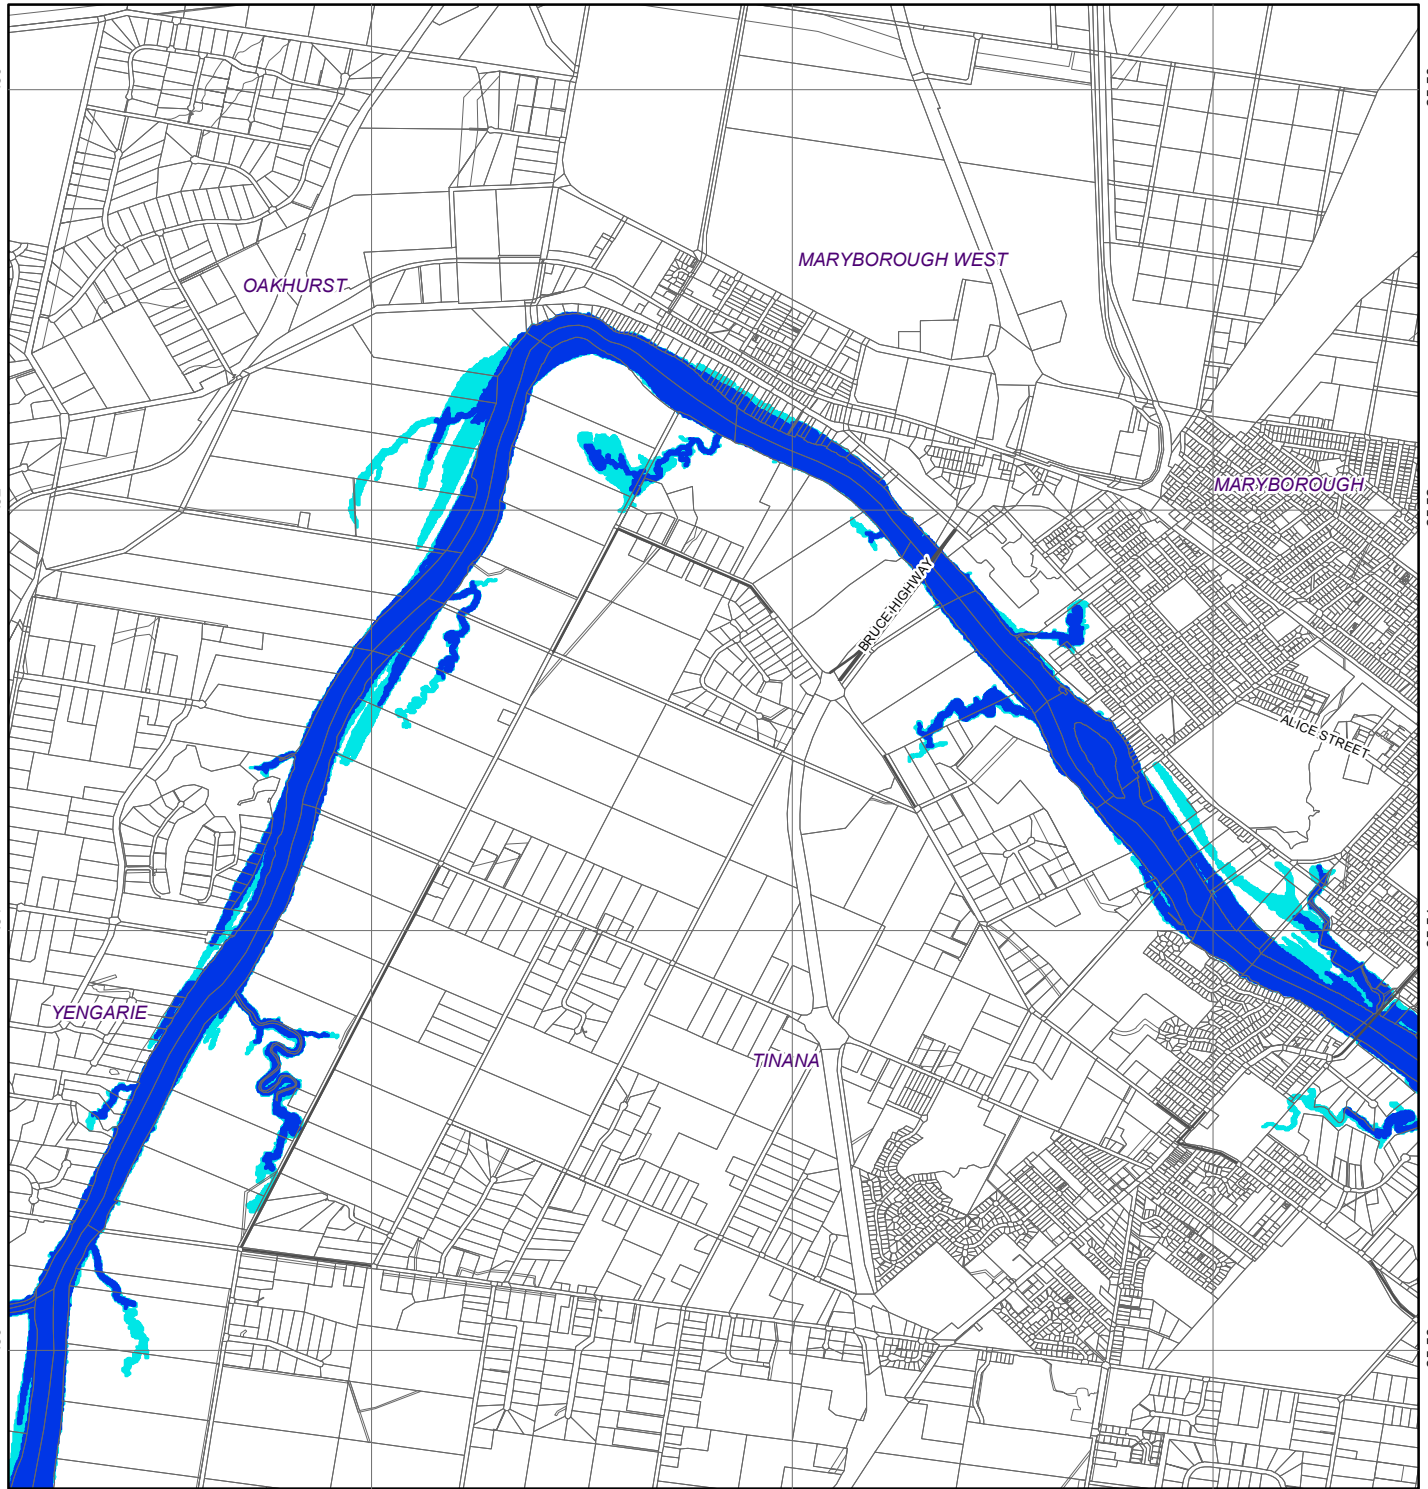 MARYBOROUGH WEST
OAKHURST
MARYBOROUGH
BRUCE HIGHWAY
ALICE STREET
YENGARIE
TINANA